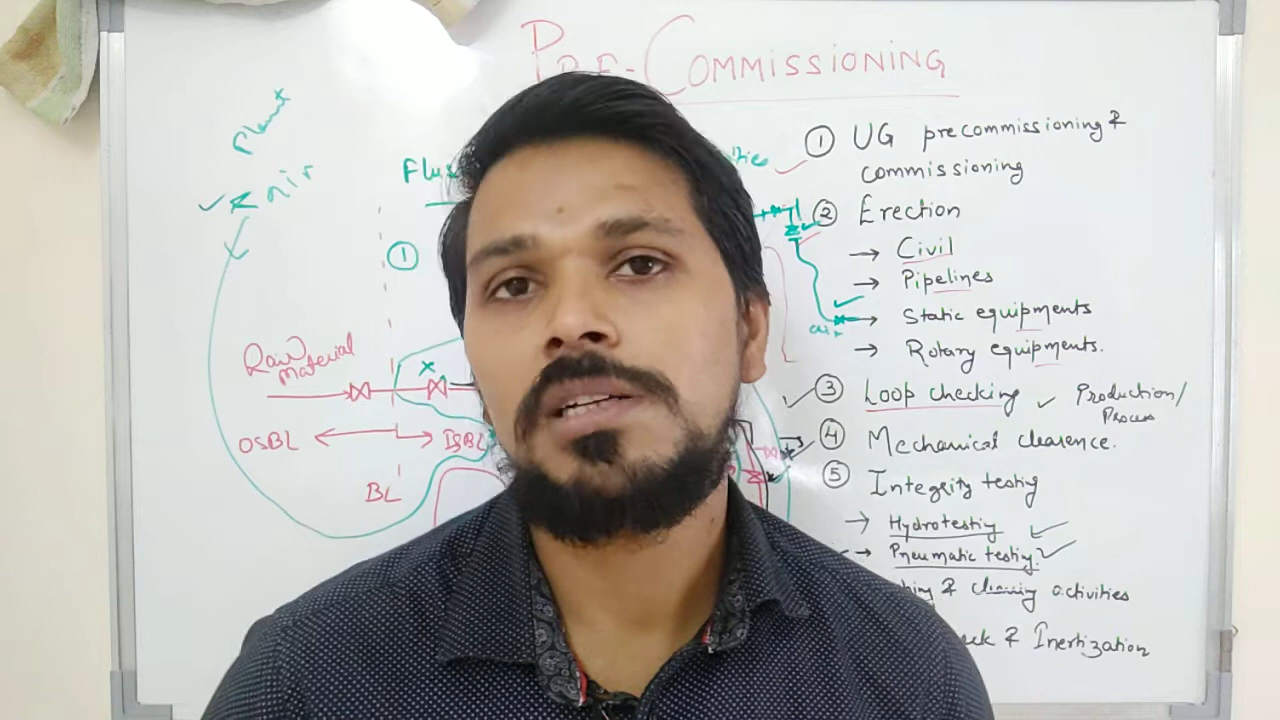 PRE-COMMISSIONING
Plant
air
Flus
①
Raw
Material
OSBL
ISBL
BL
x
① UG precommissioning &
commissioning
② Erection
→ Civil
→ Pipelines
→ Static equipments
→ Rotary equipments.
③ Loop checking ✓ Production/
Process
④ Mechanical clearence.
⑤ Integrity testing
→ Hydrotesting
→ Pneumatic testing
& cleaning activities
& Inertization